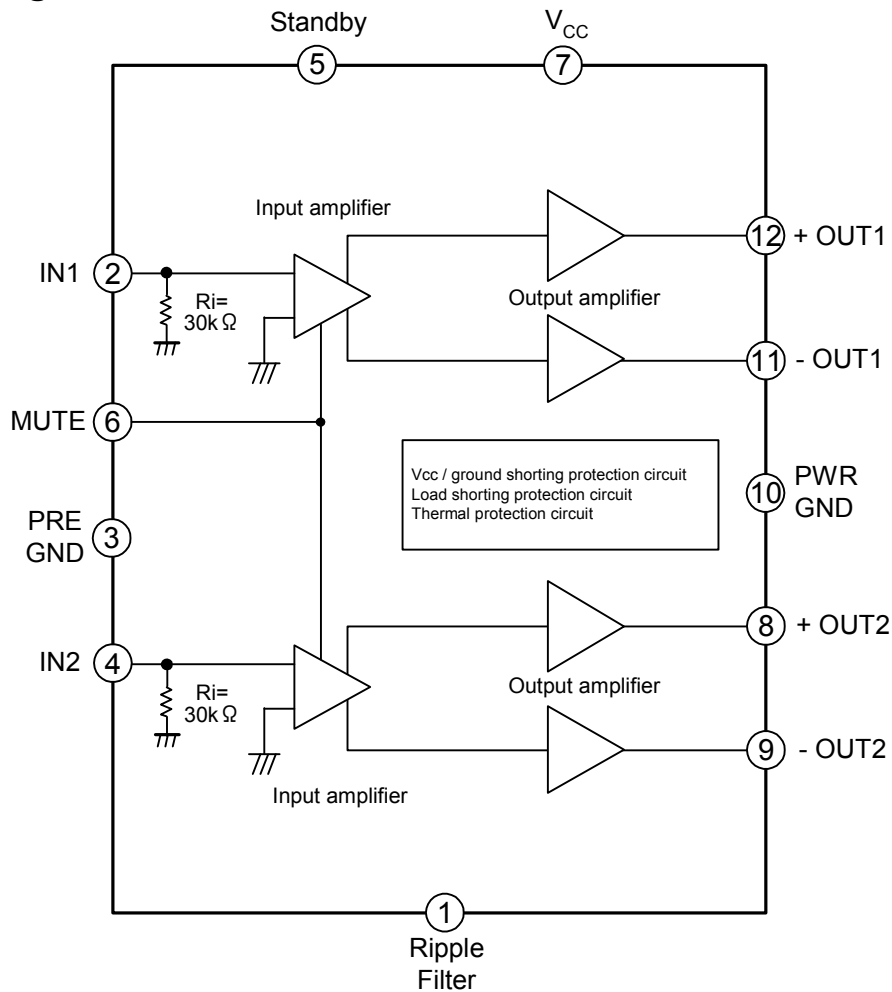 Standby
V_CC
5
7
Input amplifier
IN1
2
12
+ OUT1
Ri=
30kΩ
Output amplifier
11
- OUT1
MUTE
6
Vcc / ground shorting protection circuit
Load shorting protection circuit
Thermal protection circuit
10
PWR
GND
PRE
GND
3
8
+ OUT2
IN2
4
Ri=
30kΩ
Output amplifier
9
- OUT2
Input amplifier
1
Ripple
Filter